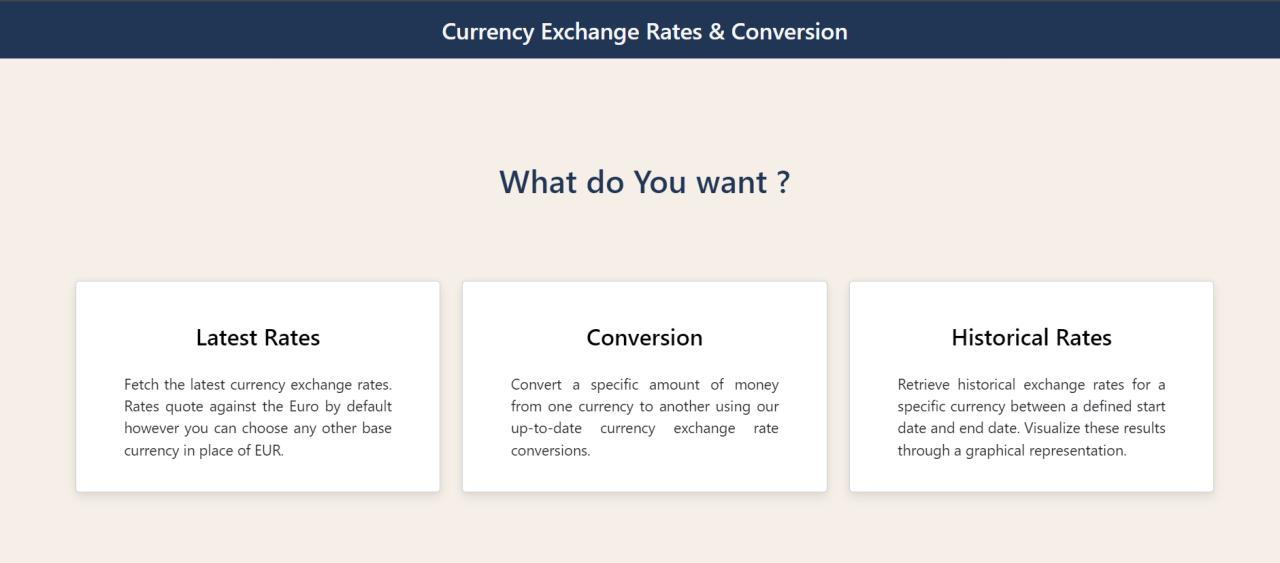 Currency Exchange Rates & Conversion
What do You want ?
Latest Rates
Fetch the latest currency exchange rates.
Rates quote against the Euro by default
however you can choose any other base
currency in place of EUR.
Conversion
Convert a specific amount of money
from one currency to another using our
up-to-date currency exchange rate
conversions.
Historical Rates
Retrieve historical exchange rates for a
specific currency between a defined start
date and end date. Visualize these results
through a graphical representation.